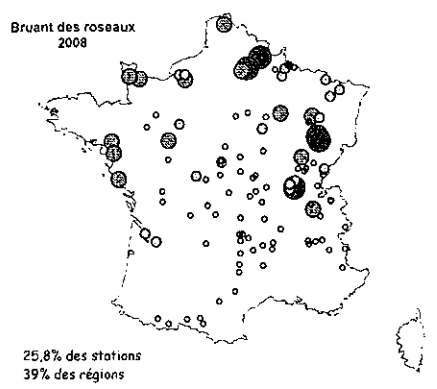 Bruant des roseaux
2008
25,8% des stations
39% des régions